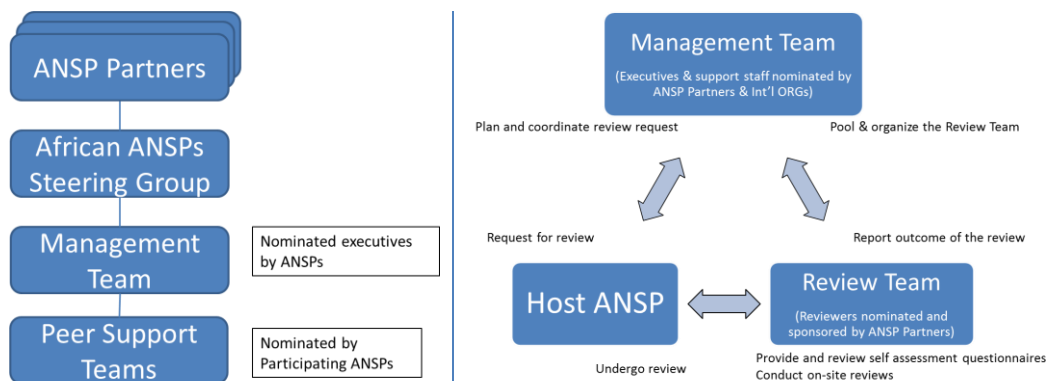 ANSP Partners
African ANSPs
Steering Group
Management
Team
Nominated executives
by ANSPs
Peer Support
Teams
Nominated by
Participating ANSPs
Management Team
(Executives & support staff nominated by
ANSP Partners & Int'l ORGs)
Plan and coordinate review request
Pool & organize the Review Team
Request for review
Report outcome of the review
Host ANSP
Review Team
(Reviewers nominated and
sponsored by ANSP Partners)
Undergo review
Provide and review self assessment questionnaires
Conduct on-site reviews